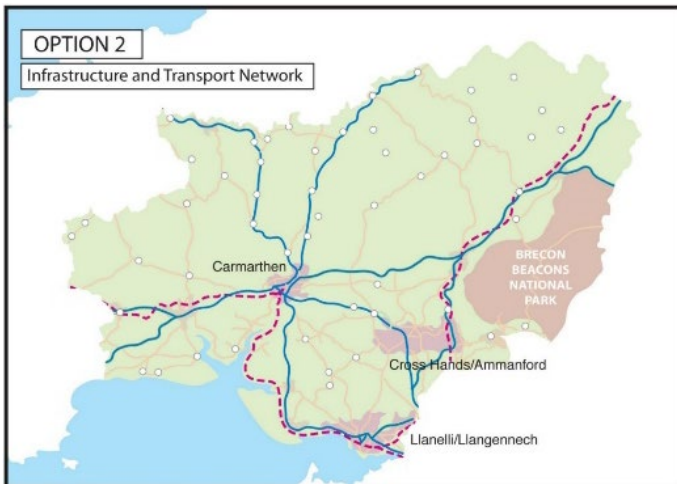 OPTION 2
Infrastructure and Transport Network
Carmarthen
BRECON
BEACONS
NATIONAL
PARK
Cross Hands/Ammanford
Llanelli/Llangennech